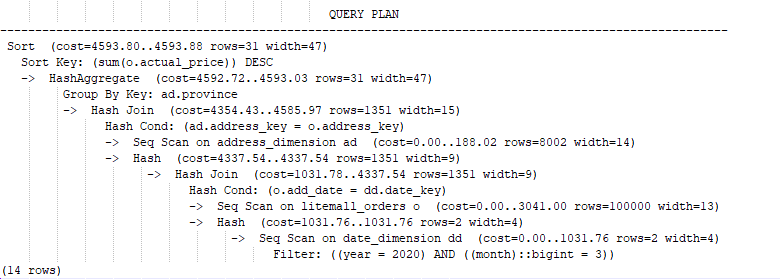 QUERY PLAN
--------------------------------------------------------------------------------------------------------
Sort  (cost=4593.80..4593.88 rows=31 width=47)
  Sort Key: (sum(o.actual_price)) DESC
  ->  HashAggregate  (cost=4592.72..4593.03 rows=31 width=47)
        Group By Key: ad.province
        ->  Hash Join  (cost=4354.43..4585.97 rows=1351 width=15)
              Hash Cond: (ad.address_key = o.address_key)
              ->  Seq Scan on address_dimension ad  (cost=0.00..188.02 rows=8002 width=14)
              ->  Hash  (cost=4337.54..4337.54 rows=1351 width=9)
                    ->  Hash Join  (cost=1031.78..4337.54 rows=1351 width=9)
                          Hash Cond: (o.add_date = dd.date_key)
                          ->  Seq Scan on litemall_orders o  (cost=0.00..3041.00 rows=100000 width=13)
                          ->  Hash  (cost=1031.76..1031.76 rows=2 width=4)
                                ->  Seq Scan on date_dimension dd  (cost=0.00..1031.76 rows=2 width=4)
                                      Filter: ((year = 2020) AND ((month)::bigint = 3))
(14 rows)